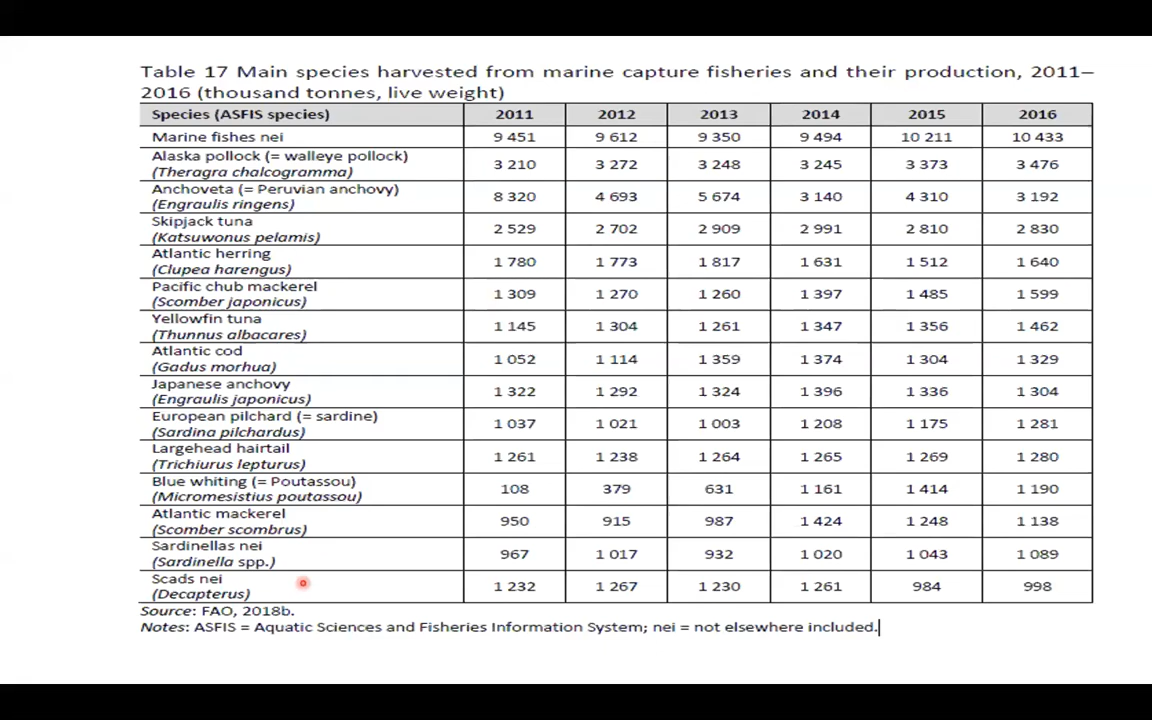 Table 17 Main species harvested from marine capture fisheries and their production, 2011–
2016 (thousand tonnes, live weight)
Species (ASFIS species) 2011 2012 2013 2014 2015 2016
Marine fishes nei 9 451 9 612 9 350 9 494 10 211 10 433
Alaska pollock (= walleye pollock)
(Theragra chalcogramma) 3 210 3 272 3 248 3 245 3 373 3 476
Anchoveta (= Peruvian anchovy)
(Engraulis ringens) 8 320 4 693 5 674 3 140 4 310 3 192
Skipjack tuna
(Katsuwonus pelamis) 2 529 2 702 2 909 2 991 2 810 2 830
Atlantic herring
(Clupea harengus) 1 780 1 773 1 817 1 631 1 512 1 640
Pacific chub mackerel
(Scomber japonicus) 1 309 1 270 1 260 1 397 1 485 1 599
Yellowfin tuna
(Thunnus albacares) 1 145 1 304 1 261 1 347 1 356 1 462
Atlantic cod
(Gadus morhua) 1 052 1 114 1 359 1 374 1 304 1 329
Japanese anchovy
(Engraulis japonicus) 1 322 1 292 1 324 1 396 1 336 1 304
European pilchard (= sardine)
(Sardina pilchardus) 1 037 1 021 1 003 1 208 1 175 1 281
Largehead hairtail
(Trichiurus lepturus) 1 261 1 238 1 264 1 265 1 269 1 280
Blue whiting (= Poutassou)
(Micromesistius poutassou) 108 379 631 1 161 1 414 1 190
Atlantic mackerel
(Scomber scombrus) 950 915 987 1 424 1 248 1 138
Sardinellas nei
(Sardinella spp.) 967 1 017 932 1 020 1 043 1 089
Scads nei
(Decapterus) 1 232 1 267 1 230 1 261 984 998
Source: FAO, 2018b.
Notes: ASFIS = Aquatic Sciences and Fisheries Information System; nei = not elsewhere included.